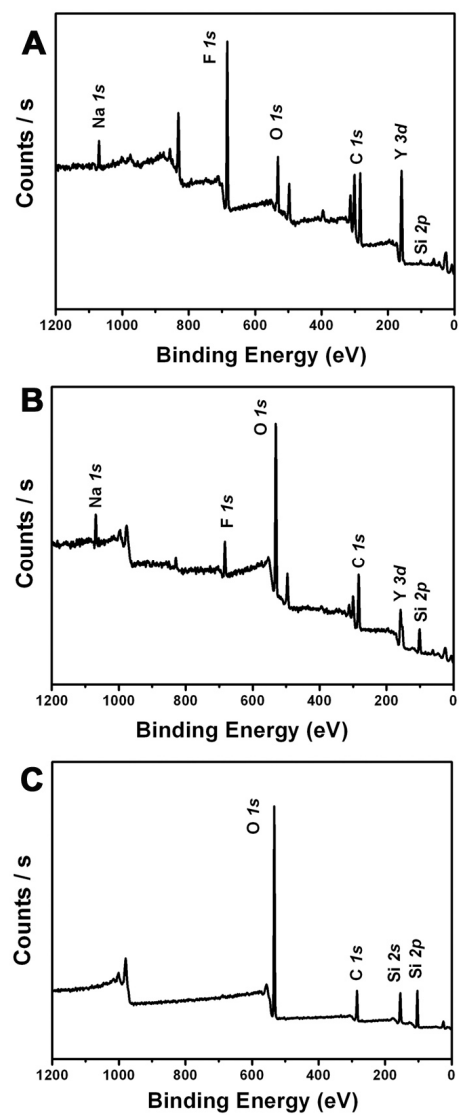 A
Counts / s
Na 1s
F 1s
O 1s
C 1s
Y 3d
Si 2p
1200 1000 800 600 400 200 0
Binding Energy (eV)
B
Counts / s
Na 1s
F 1s
O 1s
C 1s
Y 3d
Si 2p
1200 1000 800 600 400 200 0
Binding Energy (eV)
C
Counts / s
O 1s
C 1s
Si 2s
Si 2p
1200 1000 800 600 400 200 0
Binding Energy (eV)